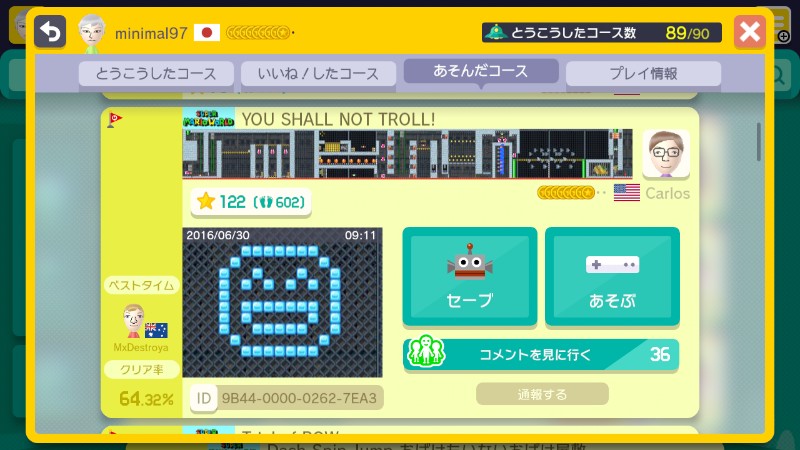 minimal97
とうこうしたコース数 89/90
とうこうしたコース
いいね!したコース
あそんだコース
プレイ情報
SUPER MARIO WORLD
YOU SHALL NOT TROLL!
122 (602)
Carlos
2016/06/30 09:11
ベストタイム
MxDestroya
クリア率
64.32%
セーブ
あそぶ
コメントを見に行く 36
ID 9B44-0000-0262-7EA3
通報する